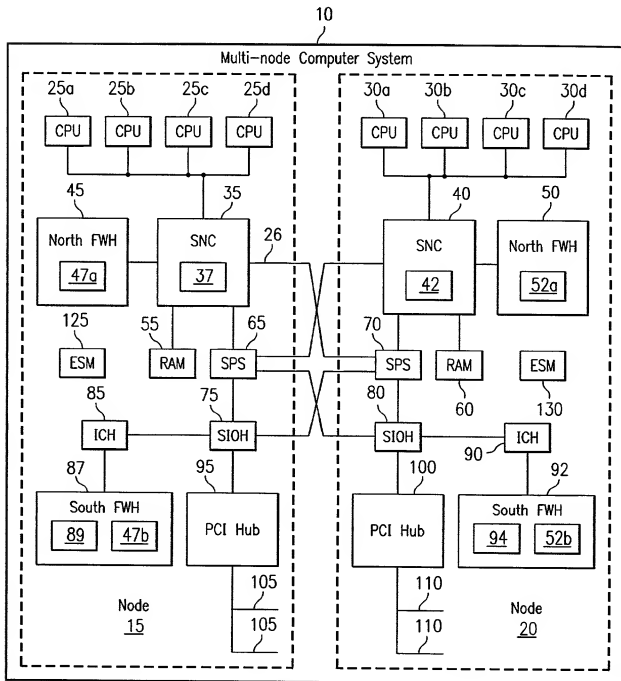 10
Multi-node Computer System
25a 25b 25c 25d
CPU CPU CPU CPU
30a 30b 30c 30d
CPU CPU CPU CPU
45
35
North FWH
47a
SNC
37
26
40
50
SNC
42
North FWH
52a
125
ESM
55
RAM
65
SPS
70
SPS
RAM
60
ESM
130
85
ICH
75
SIOH
80
SIOH
ICH
90
87
South FWH
89 47b
95
PCI Hub
100
PCI Hub
92
South FWH
94 52b
105
105
110
110
Node
15
Node
20